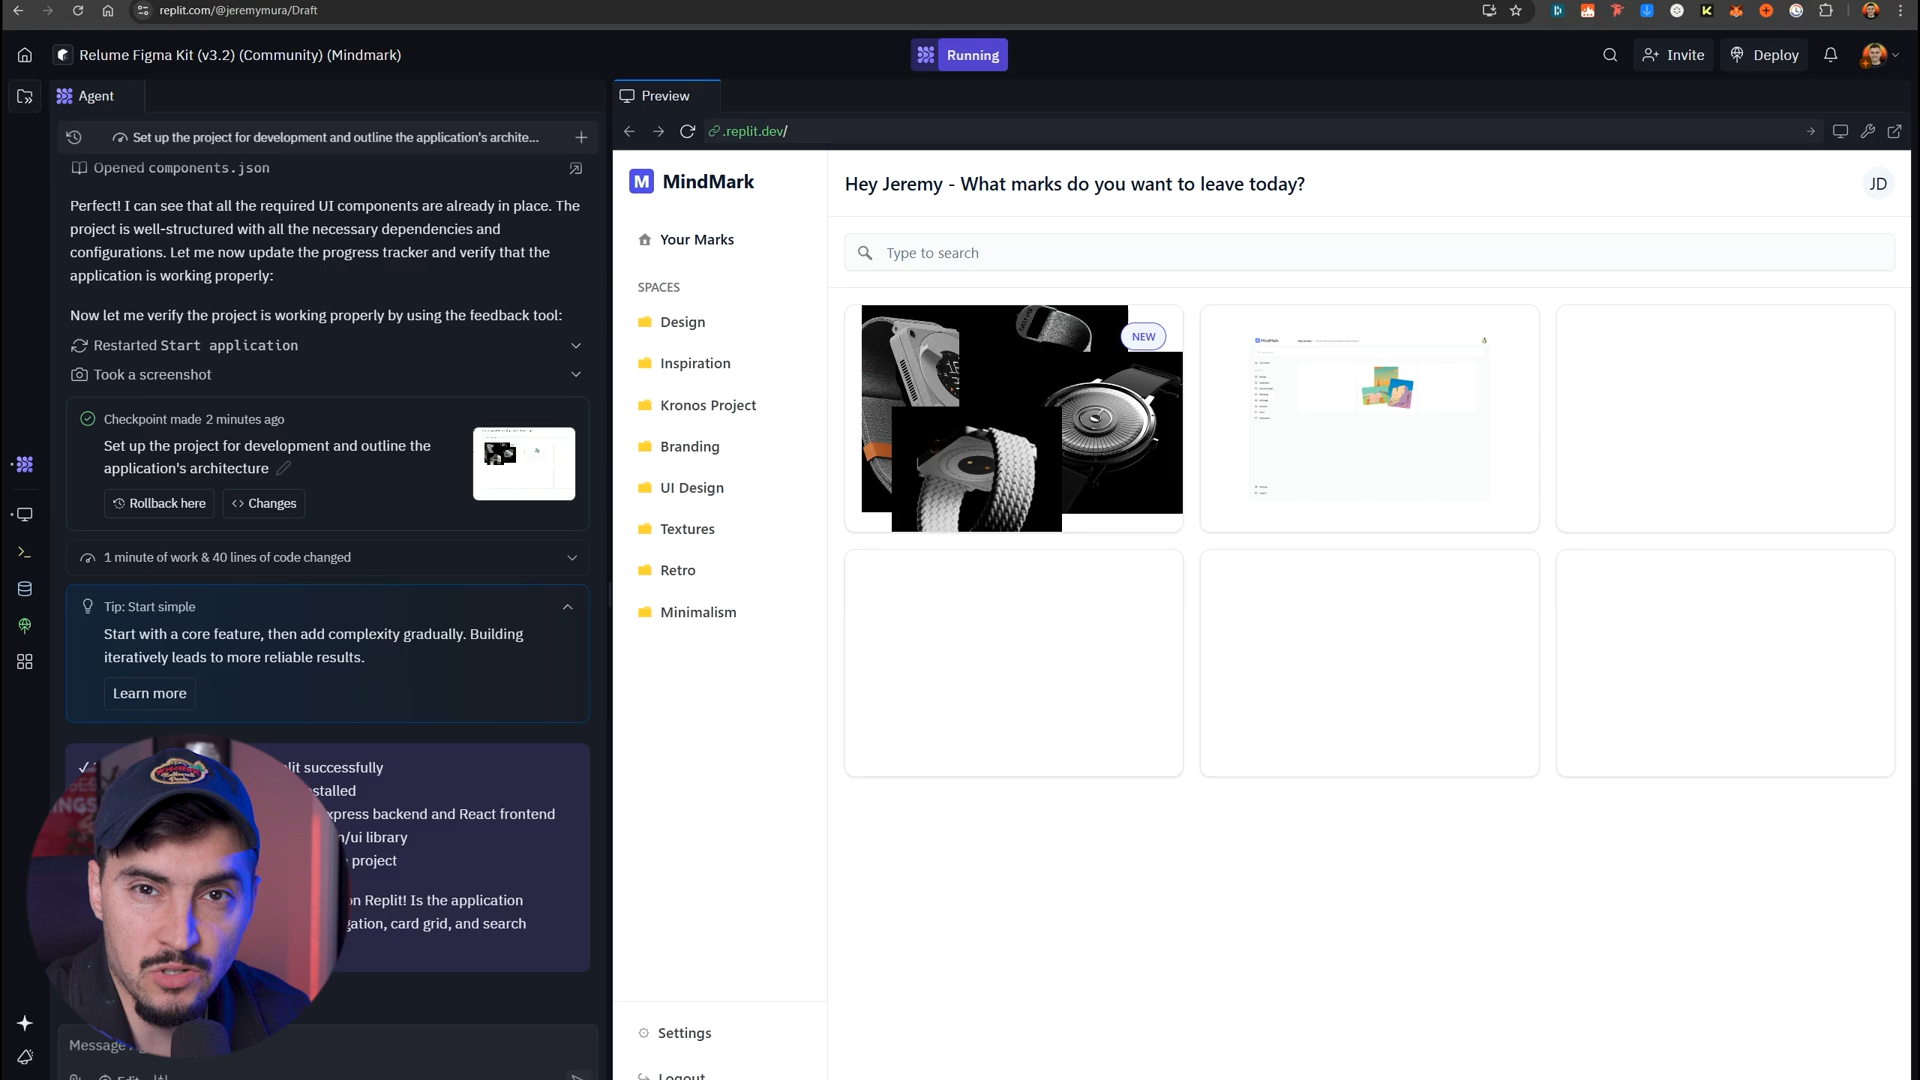 replit.com/@jeremymura/Draft
Relume Figma Kit (v3.2) (Community) (Mindmark)
Running
Invite
Deploy
Agent
Set up the project for development and outline the application's archite...
Opened components.json
Perfect! I can see that all the required UI components are already in place. The
project is well-structured with all the necessary dependencies and
configurations. Let me now update the progress tracker and verify that the
application is working properly:
Now let me verify the project is working properly by using the feedback tool:
Restarted Start application
Took a screenshot
Checkpoint made 2 minutes ago
Set up the project for development and outline the
application's architecture
Rollback here
Changes
1 minute of work & 40 lines of code changed
Tip: Start simple
Start with a core feature, then add complexity gradually. Building
iteratively leads to more reliable results.
Learn more
successfully
xpress backend and React frontend
n/ui library
project
on Replit! Is the application
gation, card grid, and search
Message
Edit
Preview
.replit.dev/
M MindMark
Your Marks
SPACES
Design
Inspiration
Kronos Project
Branding
UI Design
Textures
Retro
Minimalism
Settings
Logout
Hey Jeremy - What marks do you want to leave today?
JD
Type to search
NEW
MindMark